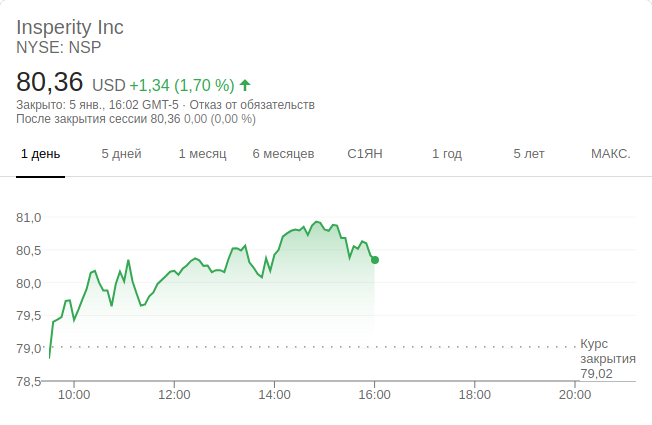 Insperity Inc
NYSE: NSP
80,36 USD +1,34 (1,70 %)
Закрыто: 5 янв., 16:02 GMT-5 · Отказ от обязательств
После закрытия сессии 80,36 0,00 (0,00 %)
1 день 5 дней 1 месяц 6 месяцев С1ЯН 1 год 5 лет МАКС.
81,0
80,5
80,0
79,5
79,0
78,5
Курс
закрытия
79,02
10:00 12:00 14:00 16:00 18:00 20:00